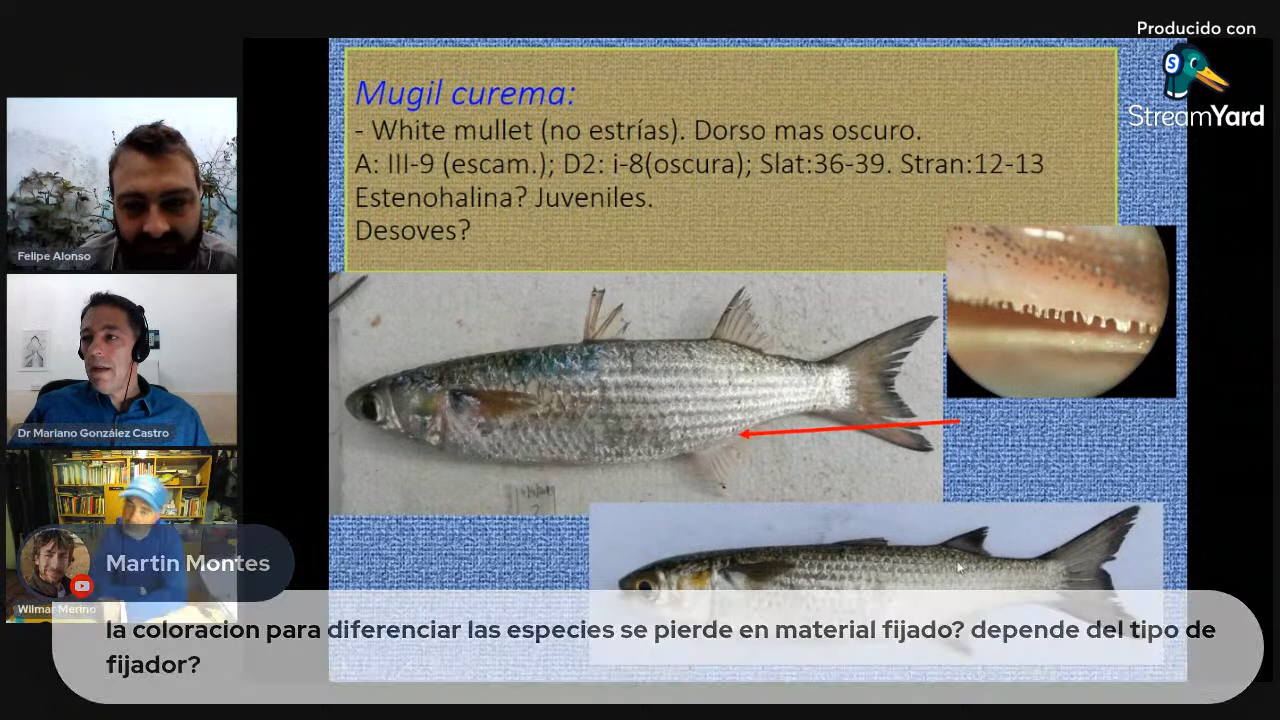 Producido con
StreamYard
Mugil curema:
- White mullet (no estrías). Dorso mas oscuro.
A: III-9 (escam.); D2: i-8(oscura); Slat:36-39. Stran:12-13
Estenohalina? Juveniles.
Desoves?
Felipe Alonso
Dr Mariano González Castro
Martin Montes
Wilmar Merino
la coloración para diferenciar las especies se pierde en material fijado? depende del tipo de
fijador?